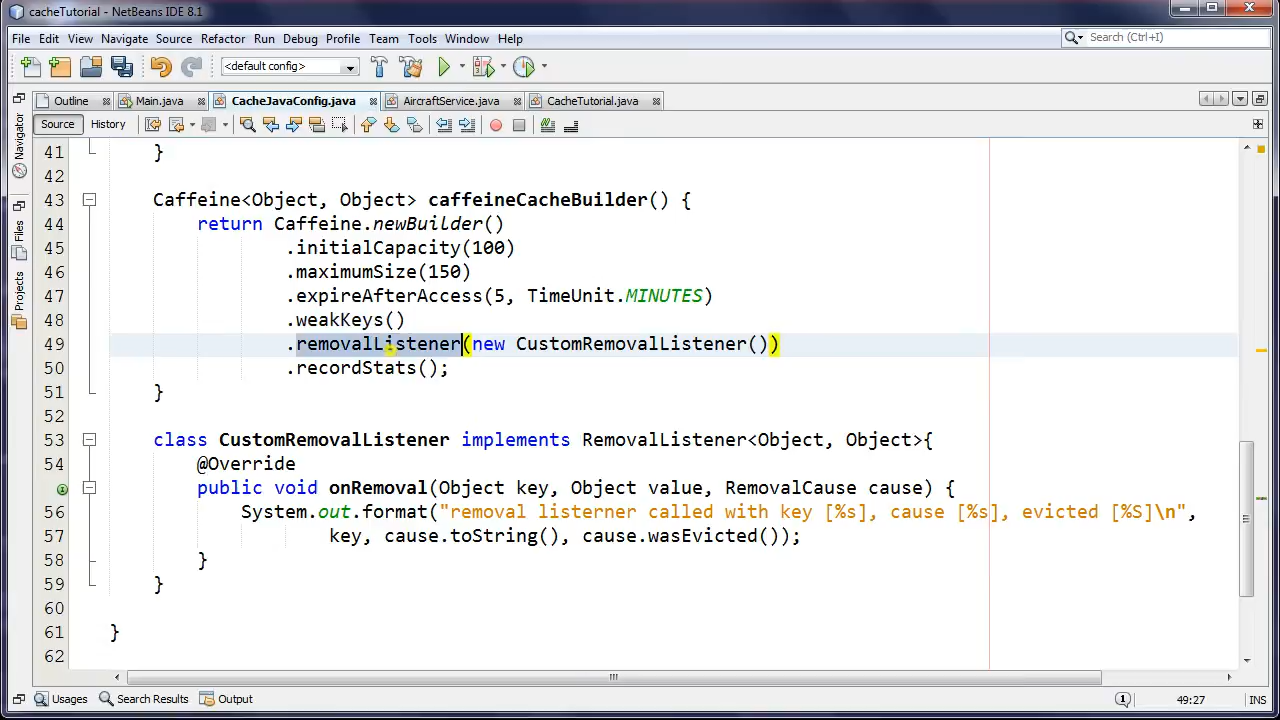 cacheTutorial - NetBeans IDE 8.1
File Edit View Navigate Source Refactor Run Debug Profile Team Tools Window Help
Search (Ctrl+I)
<default config>
Outline Main.java CacheJavaConfig.java AircraftService.java CacheTutorial.java
Source History
Navigator
Files
Projects
41 }
42
43 Caffeine<Object, Object> caffeineCacheBuilder() {
44 return Caffeine.newBuilder()
45 .initialCapacity(100)
46 .maximumSize(150)
47 .expireAfterAccess(5, TimeUnit.MINUTES)
48 .weakKeys()
49 .removalListener(new CustomRemovalListener())
50 .recordStats();
51 }
52
53 class CustomRemovalListener implements RemovalListener<Object, Object>{
54 @Override
public void onRemoval(Object key, Object value, RemovalCause cause) {
56 System.out.format("removal listerner called with key [%s], cause [%s], evicted [%S]\n",
57 key, cause.toString(), cause.wasEvicted());
58 }
59 }
60
61 }
62
Usages Search Results Output
1 49:27 INS